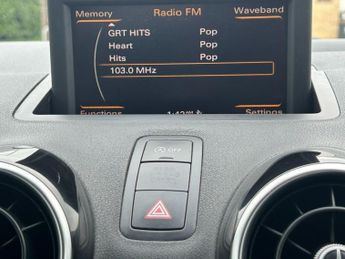 Memory Radio FM Waveband
GRT HITS Pop
Heart Pop
Hits Pop
103.0 MHz
Functions Settings
OFF